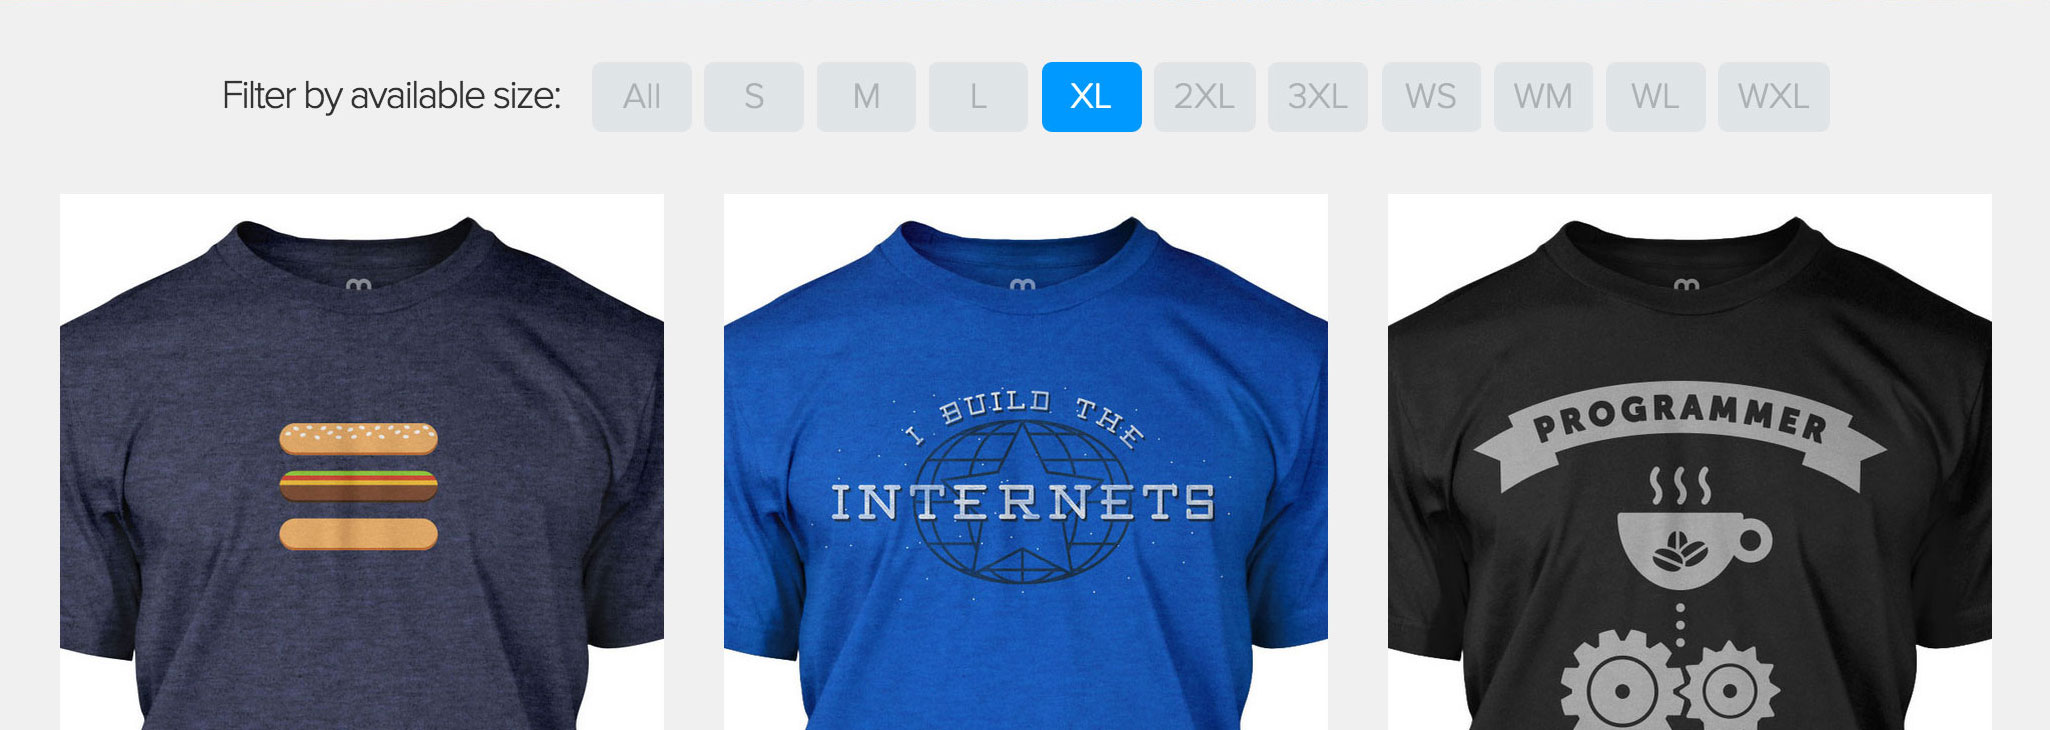 Filter by available size: All S M L XL 2XL 3XL WS WM WL WXL
I BUILD THE
INTERNETS
PROGRAMMER